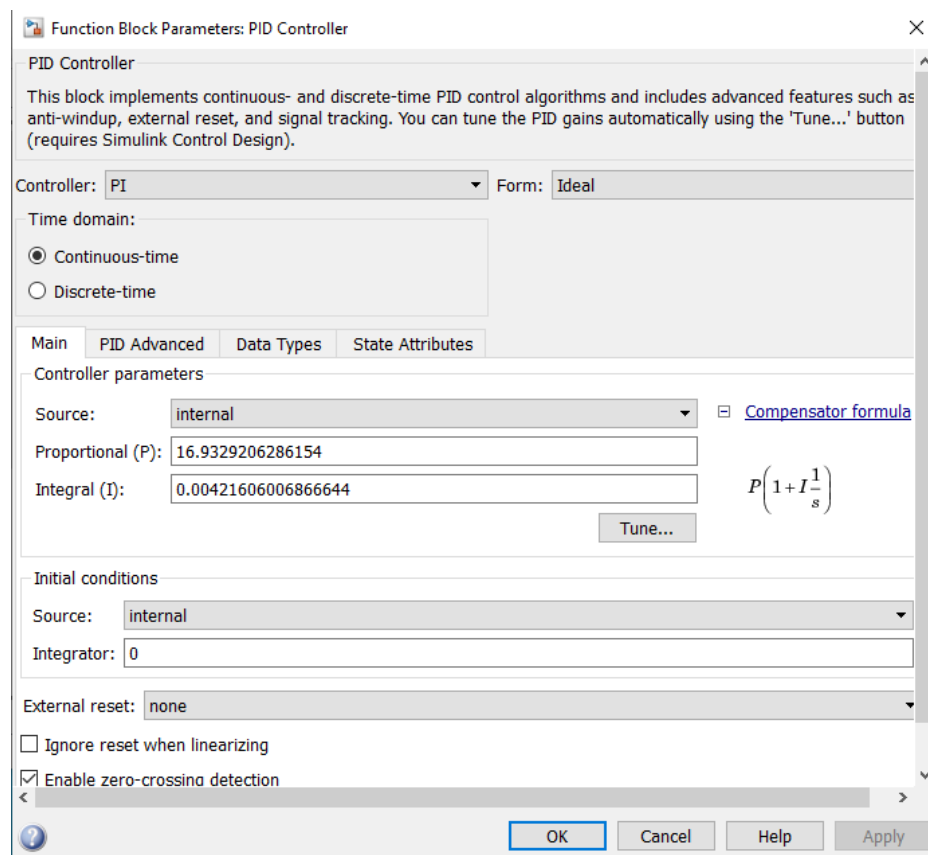 Function Block Parameters: PID Controller
PID Controller
This block implements continuous- and discrete-time PID control algorithms and includes advanced features such as
anti-windup, external reset, and signal tracking. You can tune the PID gains automatically using the 'Tune...' button
(requires Simulink Control Design).
Controller: PI Form: Ideal
Time domain:
Continuous-time
Discrete-time
Main PID Advanced Data Types State Attributes
Controller parameters
Source: internal Compensator formula
Proportional (P): 16.9329206286154
Integral (I): 0.00421606006866644
P(1+I1/s)
Tune...
Initial conditions
Source: internal
Integrator: 0
External reset: none
Ignore reset when linearizing
Enable zero-crossing detection
OK Cancel Help Apply